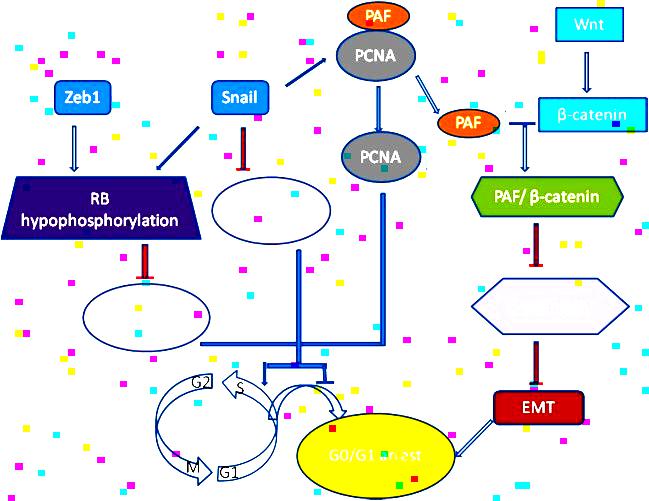 PAF
Wnt
PCNA
Zeb1
Snail
PAF
β-catenin
PCNA
RB
hypophosphorylation
PAF/ β-catenin
G2
S
EMT
M
G1
G0/G1 arrest